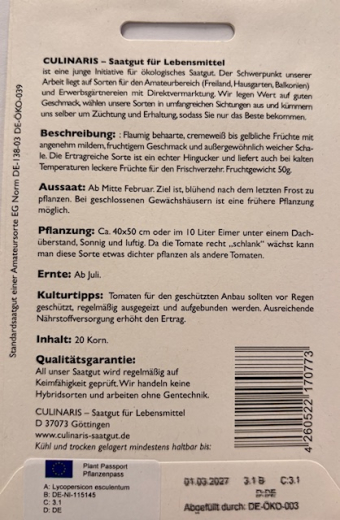 CULINARIS – Saatgut für Lebensmittel
ist eine junge Initiative für ökologisches Saatgut. Der Schwerpunkt unserer
Arbeit liegt auf Sorten für den Amateurbereich (Freiland, Hausgarten, Balkonien)
und Erwerbsgärtnereien mit Direktvermarktung. Wir legen Wert auf guten
Geschmack, wählen unsere Sorten in umfangreichen Sichtungen aus und kümmern
uns selber um Züchtung und Erhaltung, sodass Sie nur das Beste bekommen.
Beschreibung: : Flaumig behaarte, cremeweiß bis gelbliche Früchte mit
angenehm mildem, fruchtigem Geschmack und außergewöhnlich weicher Scha-
le. Die Ertragreiche Sorte ist ein echter Hingucker und liefert auch bei kalten
Temperaturen leckere Früchte für den Frischverzehr. Fruchtgewicht 50g.
Aussaat: Ab Mitte Februar. Ziel ist, blühend nach dem letzten Frost zu
pflanzen. Bei geschlossenen Gewächshäusern ist eine frühere Pflanzung
möglich.
Pflanzung: Ca. 40x50 cm oder im 10 Liter Eimer unter einem Dach-
überstand, Sonnig und luftig. Da die Tomate recht „schlank" wächst kann
man diese Sorte etwas dichter pflanzen als andere Tomaten.
Ernte: Ab Juli.
Kulturtipps: Tomaten für den geschützten Anbau sollten vor Regen
geschützt, regelmäßig ausgegeizt und aufgebunden werden. Ausreichende
Nährstoffversorgung erhöht den Ertrag.
Inhalt: 20 Korn.
Qualitätsgarantie:
All unser Saatgut wird regelmäßig auf
Keimfähigkeit geprüft. Wir handeln keine
Hybridsorten und arbeiten ohne Gentechnik.
CULINARIS – Saatgut für Lebensmittel
D 37073 Göttingen
www.culinaris-saatgut.de
Kühl und trocken gelagert mindestens haltbar bis:
Standardsaatgut einer Amateursorte EG Norm DE-138-03 DE-ÖKO-039
4 260522 170773
Plant Passport
Pflanzenpass
A: Lycopersicon esculentum
B: DE-NI-115145
C: 3.1
D: DE
01.03.2027 3.1 B C:3.1
D:DE
Abgefüllt durch: DE-ÖKO-003